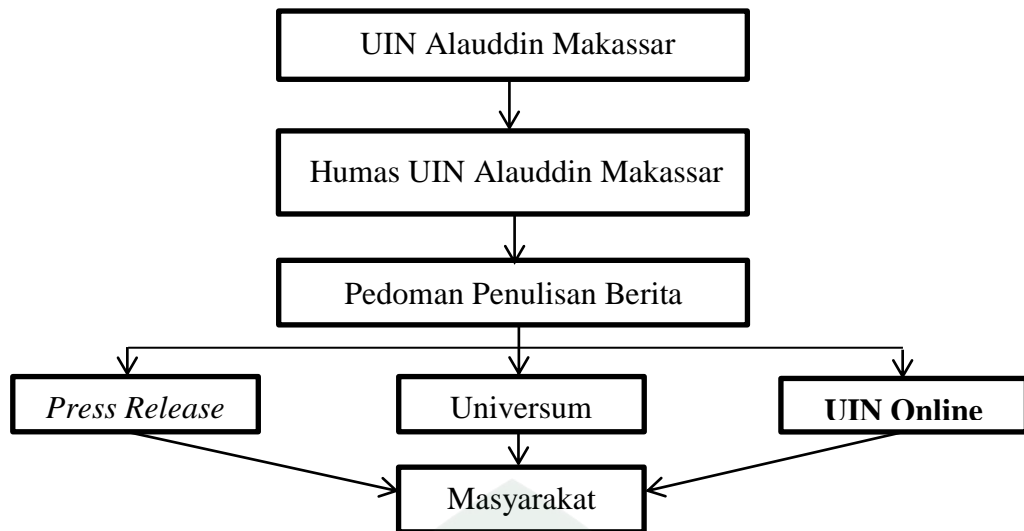 UIN Alauddin Makassar
Humas UIN Alauddin Makassar
Pedoman Penulisan Berita
Press Release
Universum
UIN Online
Masyarakat